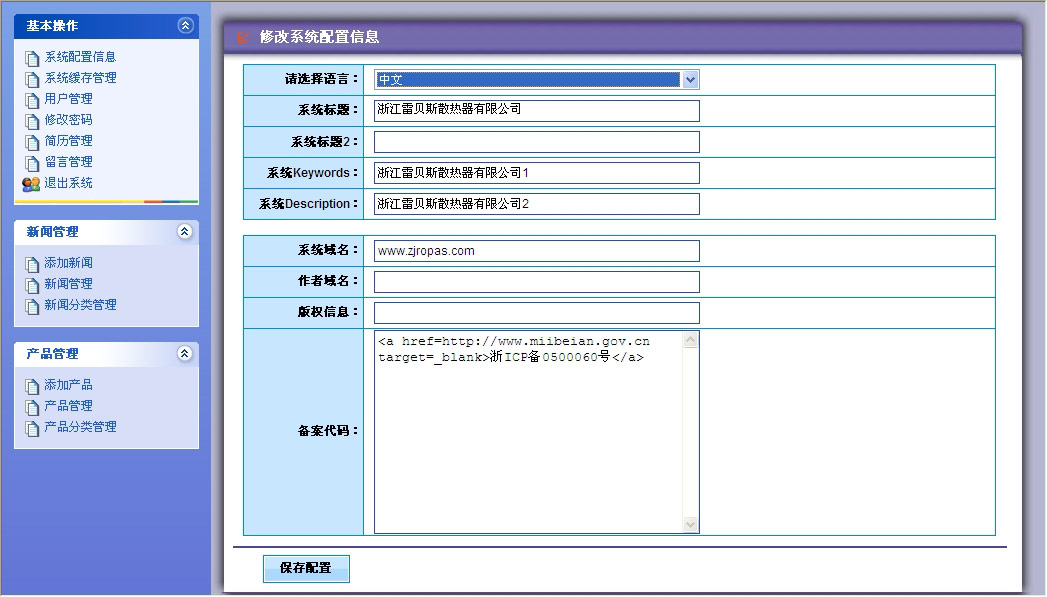 基本操作
系统配置信息
系统缓存管理
用户管理
修改密码
简历管理
留言管理
退出系统
新闻管理
添加新闻
新闻管理
新闻分类管理
产品管理
添加产品
产品管理
产品分类管理
修改系统配置信息
请选择语言： 中文
系统标题： 浙江雷贝斯散热器有限公司
系统标题2：
系统Keywords： 浙江雷贝斯散热器有限公司1
系统Description： 浙江雷贝斯散热器有限公司2
系统域名： www.zjropas.com
作者域名：
版权信息：
备案代码：
<a href=http://www.miibeian.gov.cn
target=_blank>浙ICP备0500060号</a>
保存配置